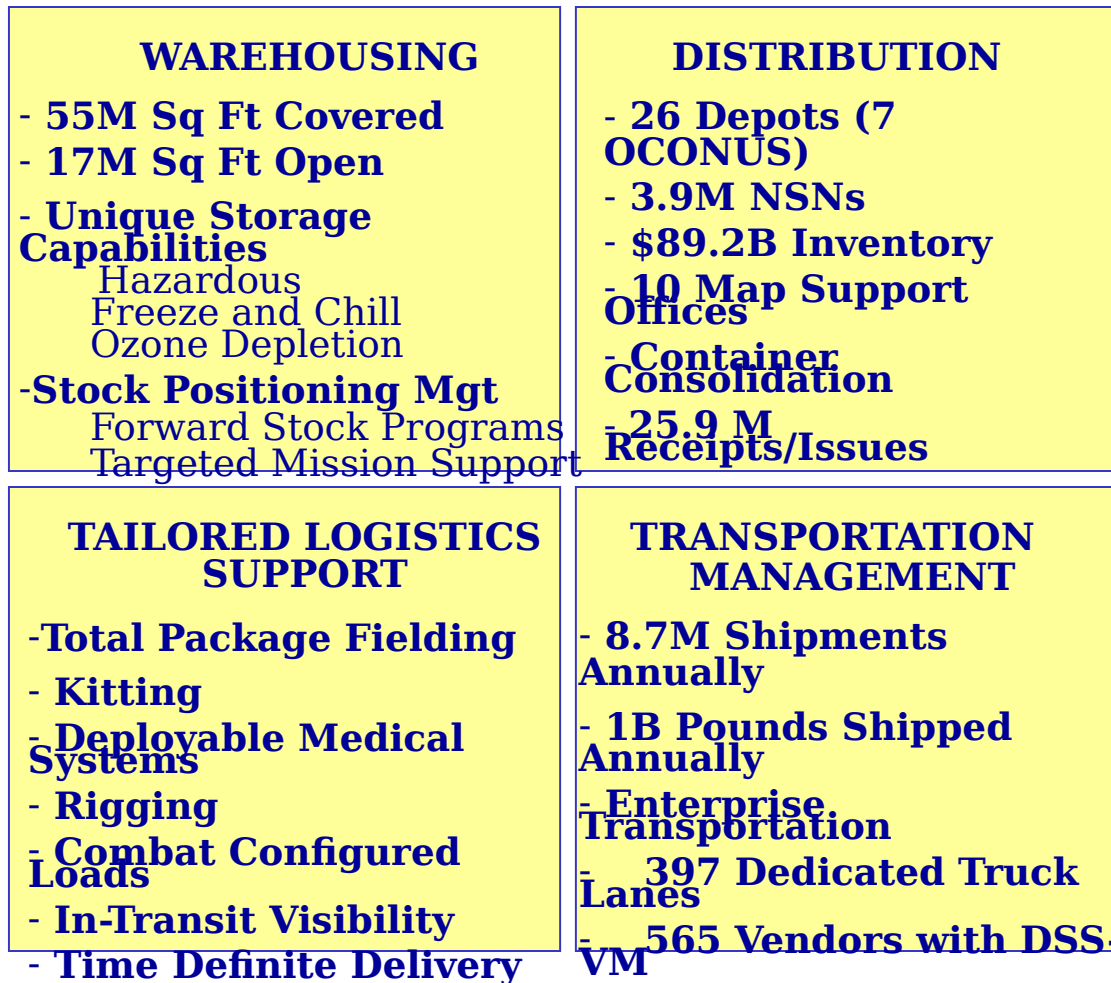 WAREHOUSING
- 55M Sq Ft Covered
- 17M Sq Ft Open
- Unique Storage
Capabilities
Hazardous
Freeze and Chill
Ozone Depletion
-Stock Positioning Mgt
Forward Stock Programs
Targeted Mission Support
DISTRIBUTION
- 26 Depots (7
OCONUS)
- 3.9M NSNs
- $89.2B Inventory
- 10 Map Support
Offices
- Container
Consolidation
- 25.9 M
Receipts/Issues
TAILORED LOGISTICS
SUPPORT
-Total Package Fielding
- Kitting
- Deployable Medical
Systems
- Rigging
- Combat Configured
Loads
- In-Transit Visibility
- Time Definite Delivery
TRANSPORTATION
MANAGEMENT
- 8.7M Shipments
Annually
- 1B Pounds Shipped
Annually
- Enterprise
Transportation
- 397 Dedicated Truck
Lanes
- 565 Vendors with DSS-
VM